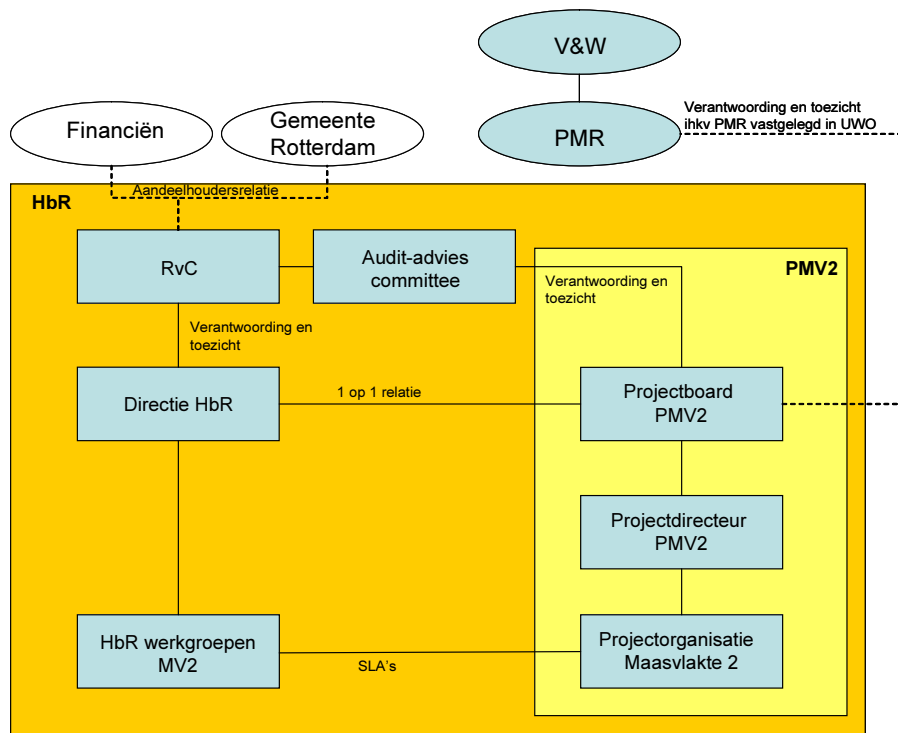 V&W
Financiën
Gemeente
Rotterdam
PMR
Verantwoording en toezicht
ihkv PMR vastgelegd in UWO
Aandeelhoudersrelatie
HbR
RvC
Audit-advies
committee
PMV2
Verantwoording en
toezicht
Verantwoording en
toezicht
Directie HbR
1 op 1 relatie
Projectboard
PMV2
Projectdirecteur
PMV2
HbR werkgroepen
MV2
SLA's
Projectorganisatie
Maasvlakte 2